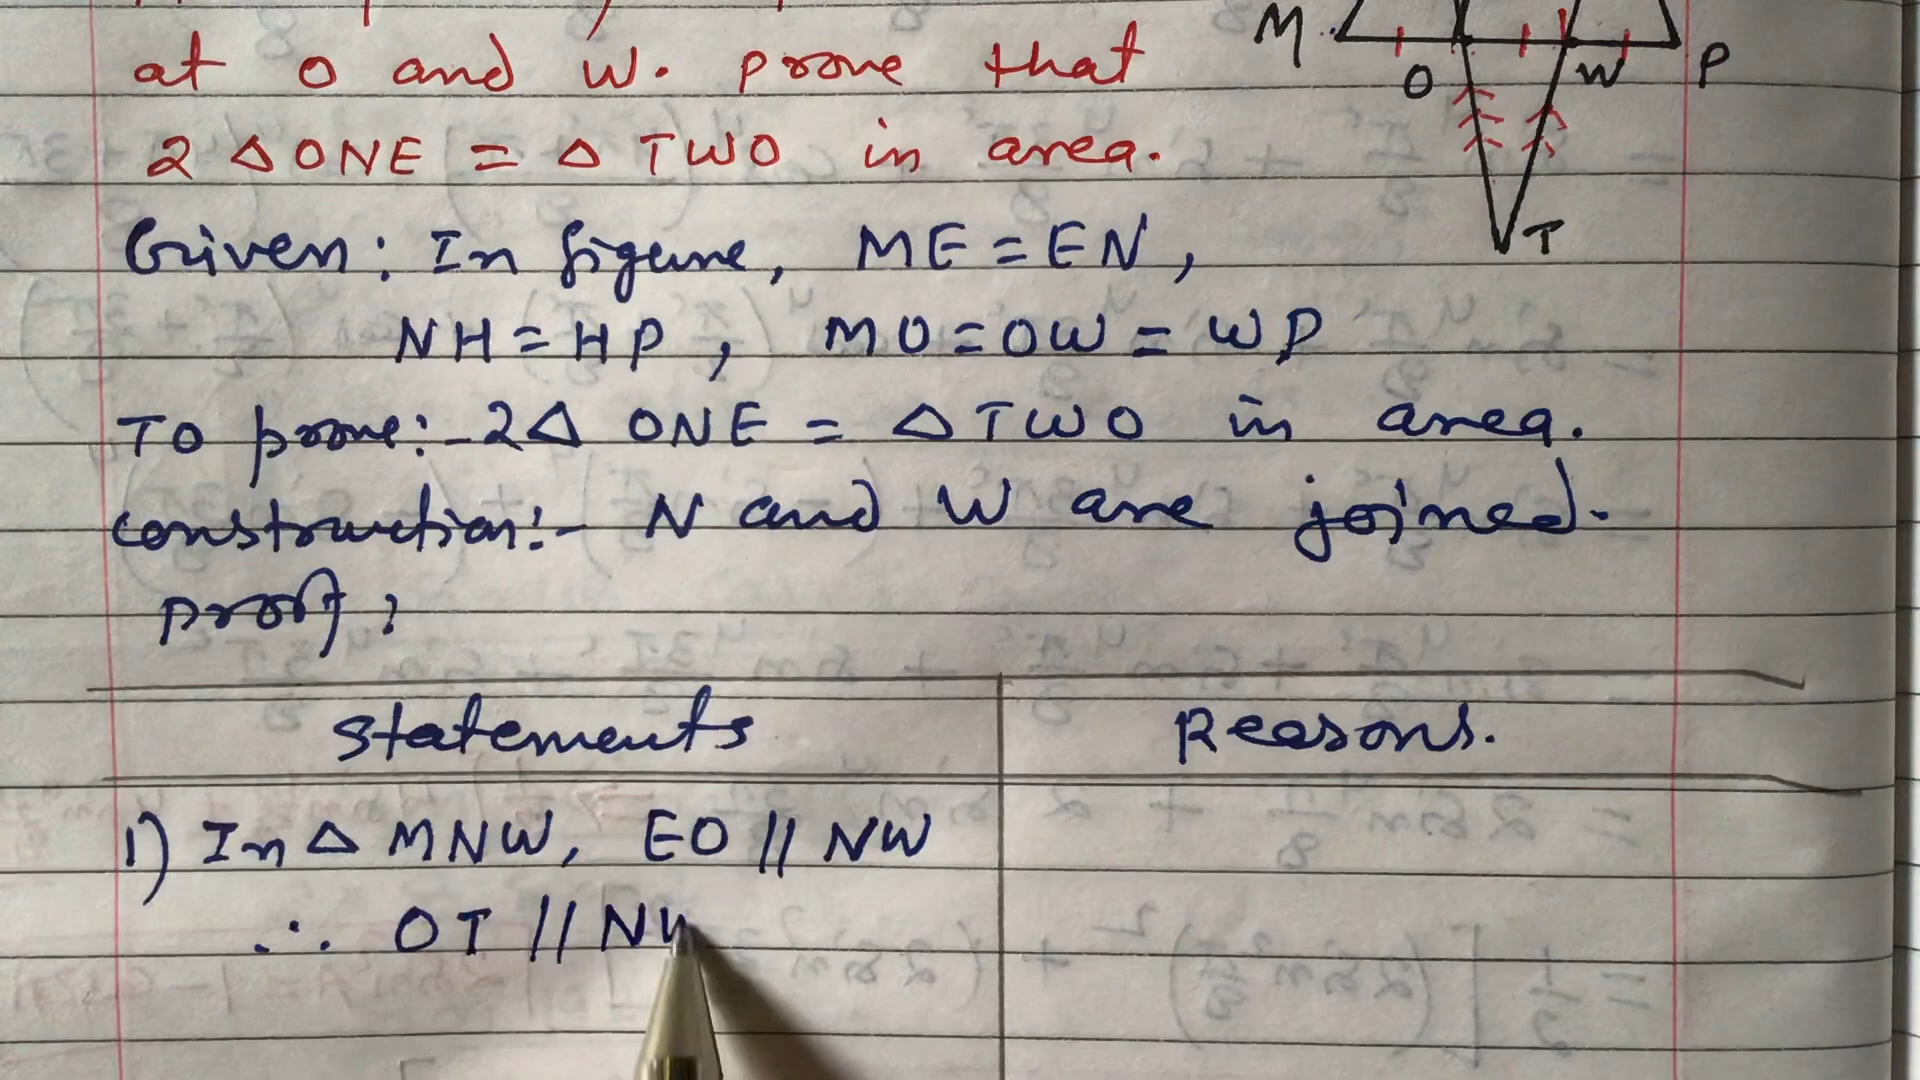 at O and W. prove that
2 △ ONE = △ TWO in area.
Given: In figure, ME = EN,
NH = HP, MO = OW = WP
To prove:- 2△ ONE = △TWO in area.
construction:- N and W are joined.
proof:
Statements Reasons.
1) In △ MNW, EO // NW
∴ OT // NW
M
O
W
P
T